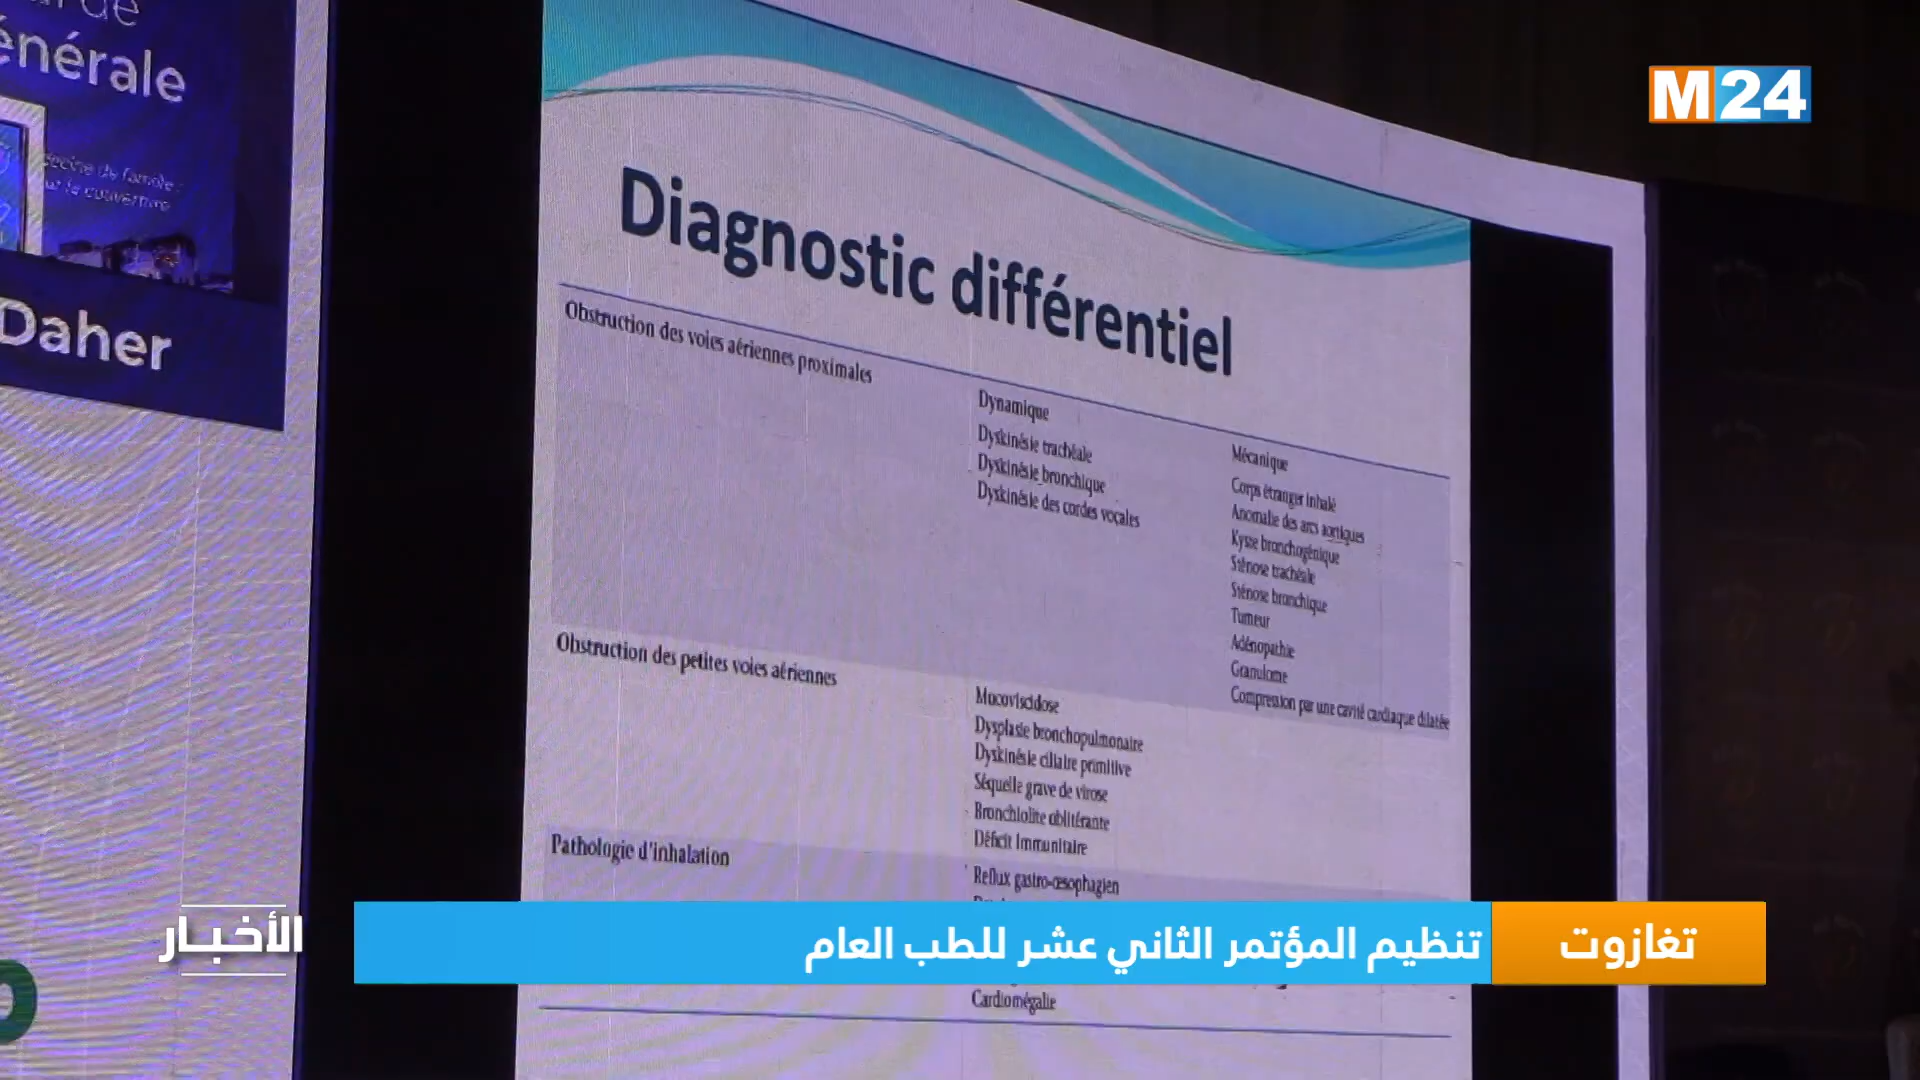 énérale
Daher
M24
Diagnostic différentiel
Obstruction des voies aériennes proximales
Dynamique
Dyskinésie trachéale
Dyskinésie bronchique
Dyskinésie des cordes vocales
Mécanique
Corps étranger inhalé
Anomalie des arcs aortiques
Kyste bronchogénique
Sténose trachéale
Sténose bronchique
Tumeur
Adénopathie
Granulome
Compression par une cavité cardiaque dilatée
Obstruction des petites voies aériennes
Mucoviscidose
Dysplasie bronchopulmonaire
Dyskinésie ciliaire primitive
Séquelle grave de virose
Bronchiolite oblitérante
Déficit immunitaire
Pathologie d'inhalation
Reflux gastro-œsophagien
Cardiomégalie
تغازوت
تنظيم المؤتمر الثاني عشر للطب العام
الأخبار